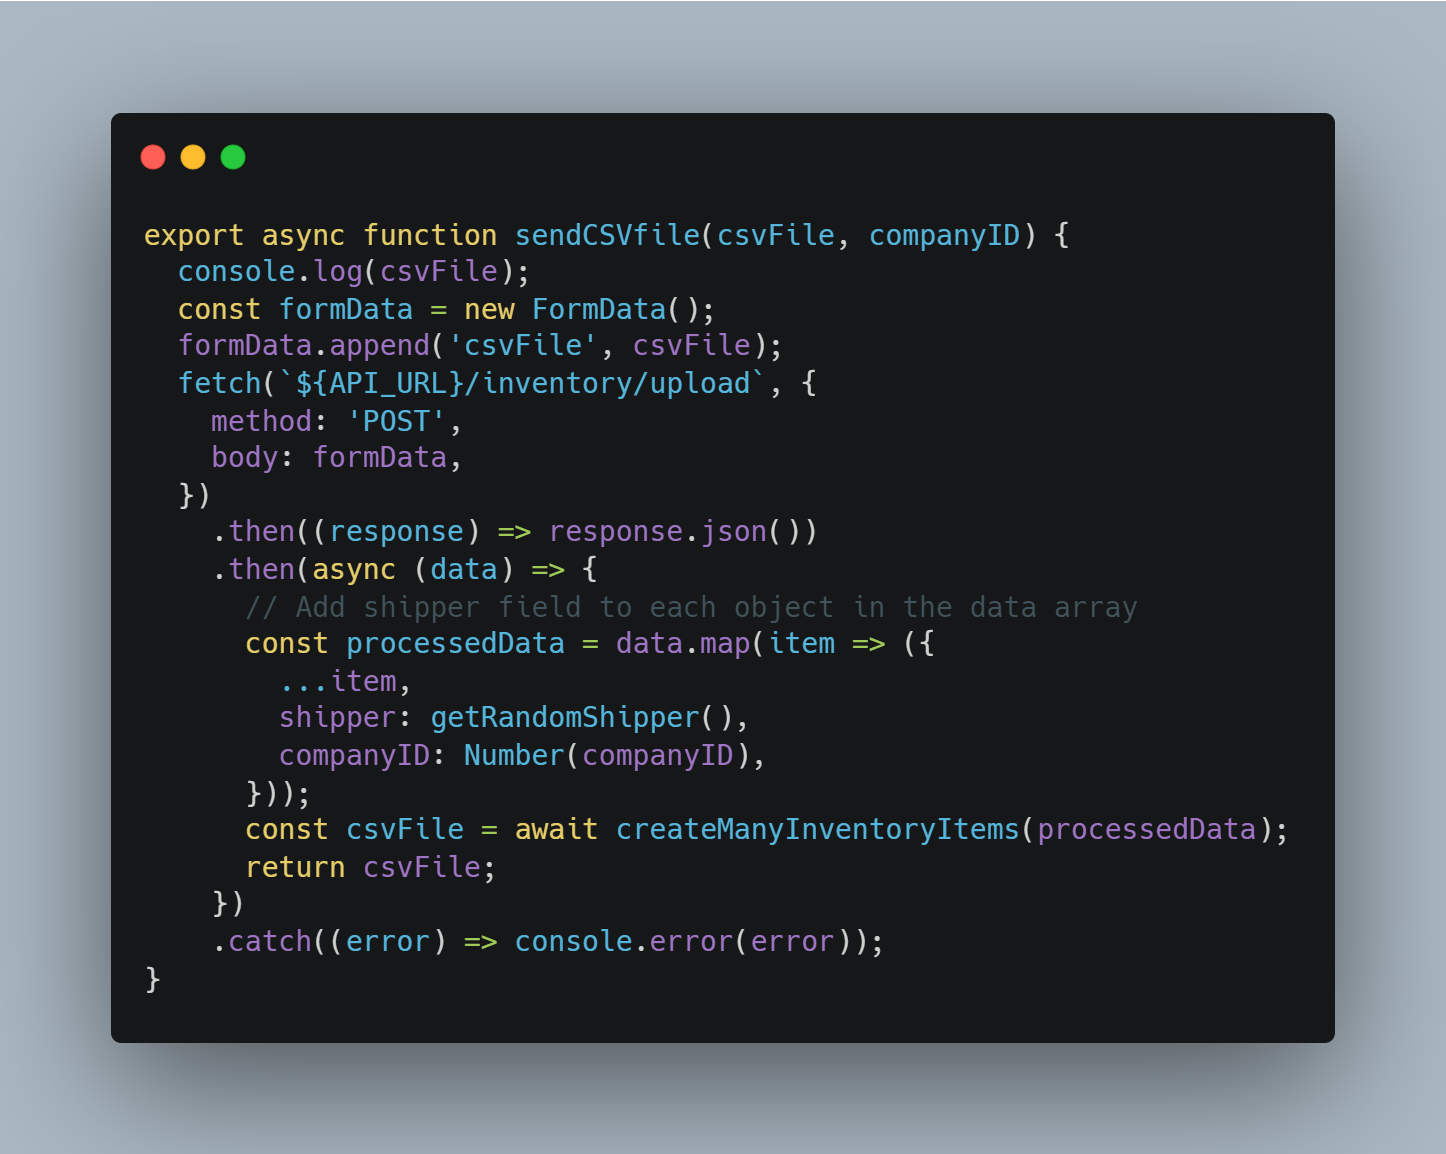 export async function sendCSVfile(csvFile, companyID) {
  console.log(csvFile);
  const formData = new FormData();
  formData.append('csvFile', csvFile);
  fetch(`${API_URL}/inventory/upload`, {
    method: 'POST',
    body: formData,
  })
    .then((response) => response.json())
    .then(async (data) => {
      // Add shipper field to each object in the data array
      const processedData = data.map(item => ({
        ...item,
        shipper: getRandomShipper(),
        companyID: Number(companyID),
      }));
      const csvFile = await createManyInventoryItems(processedData);
      return csvFile;
    })
    .catch((error) => console.error(error));
}